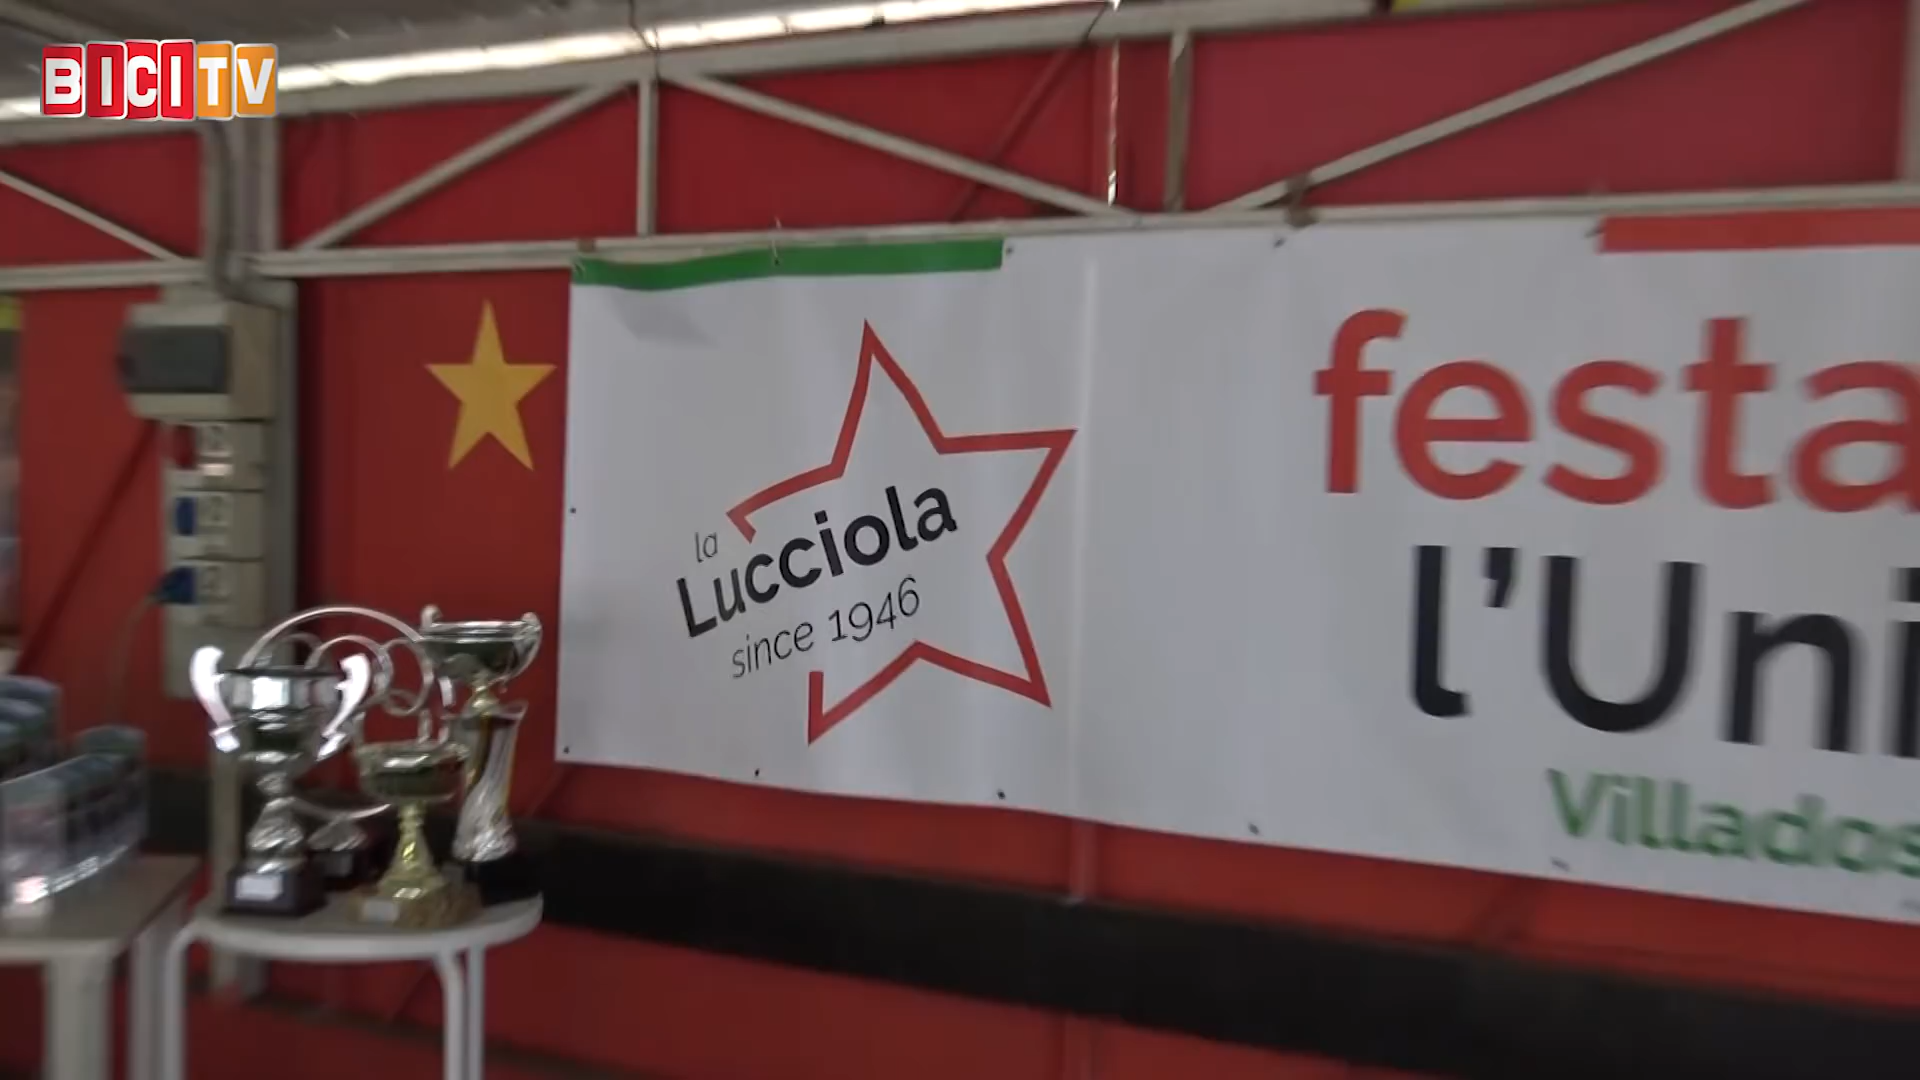 BICITV
la
Lucciola
since 1946
festa
l'Uni
Villados